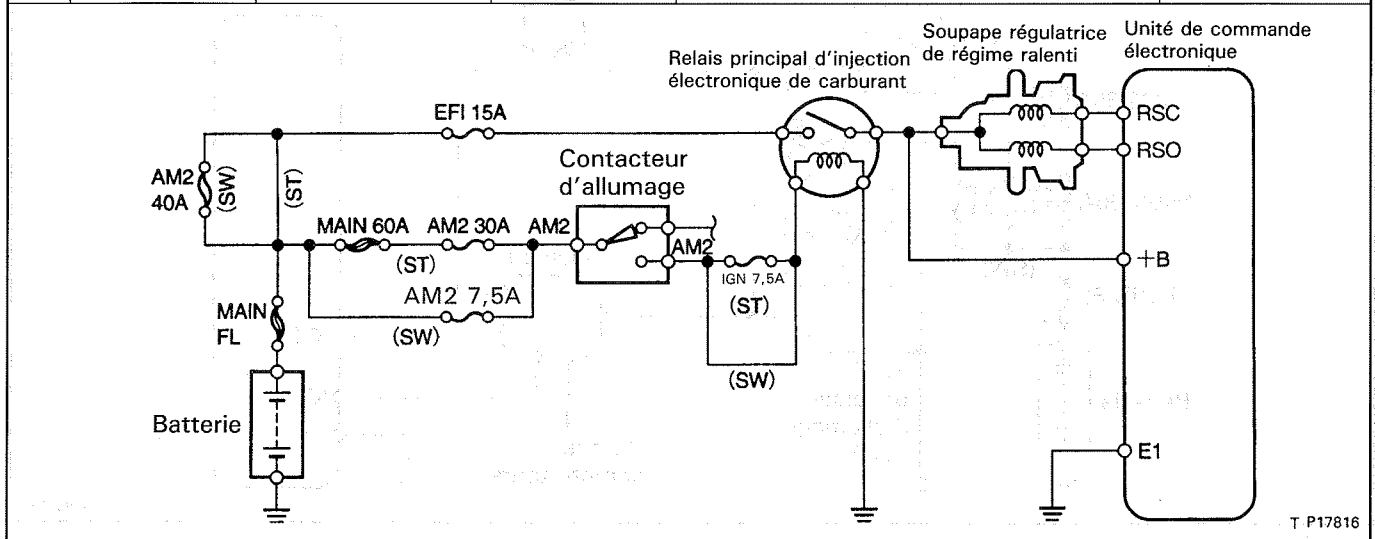 Soupape régulatrice
de régime ralenti
Unité de commande
électronique
Relais principal d'injection
électronique de carburant
EFI 15A
RSC
RSO
Contacteur
d'allumage
AM2
40A
(SW)
(ST)
MAIN 60A
AM2 30A
AM2
(ST)
AM2
IGN 7,5A
(ST)
+B
AM2 7,5A
(SW)
MAIN
FL
(SW)
Batterie
E1
T P17816